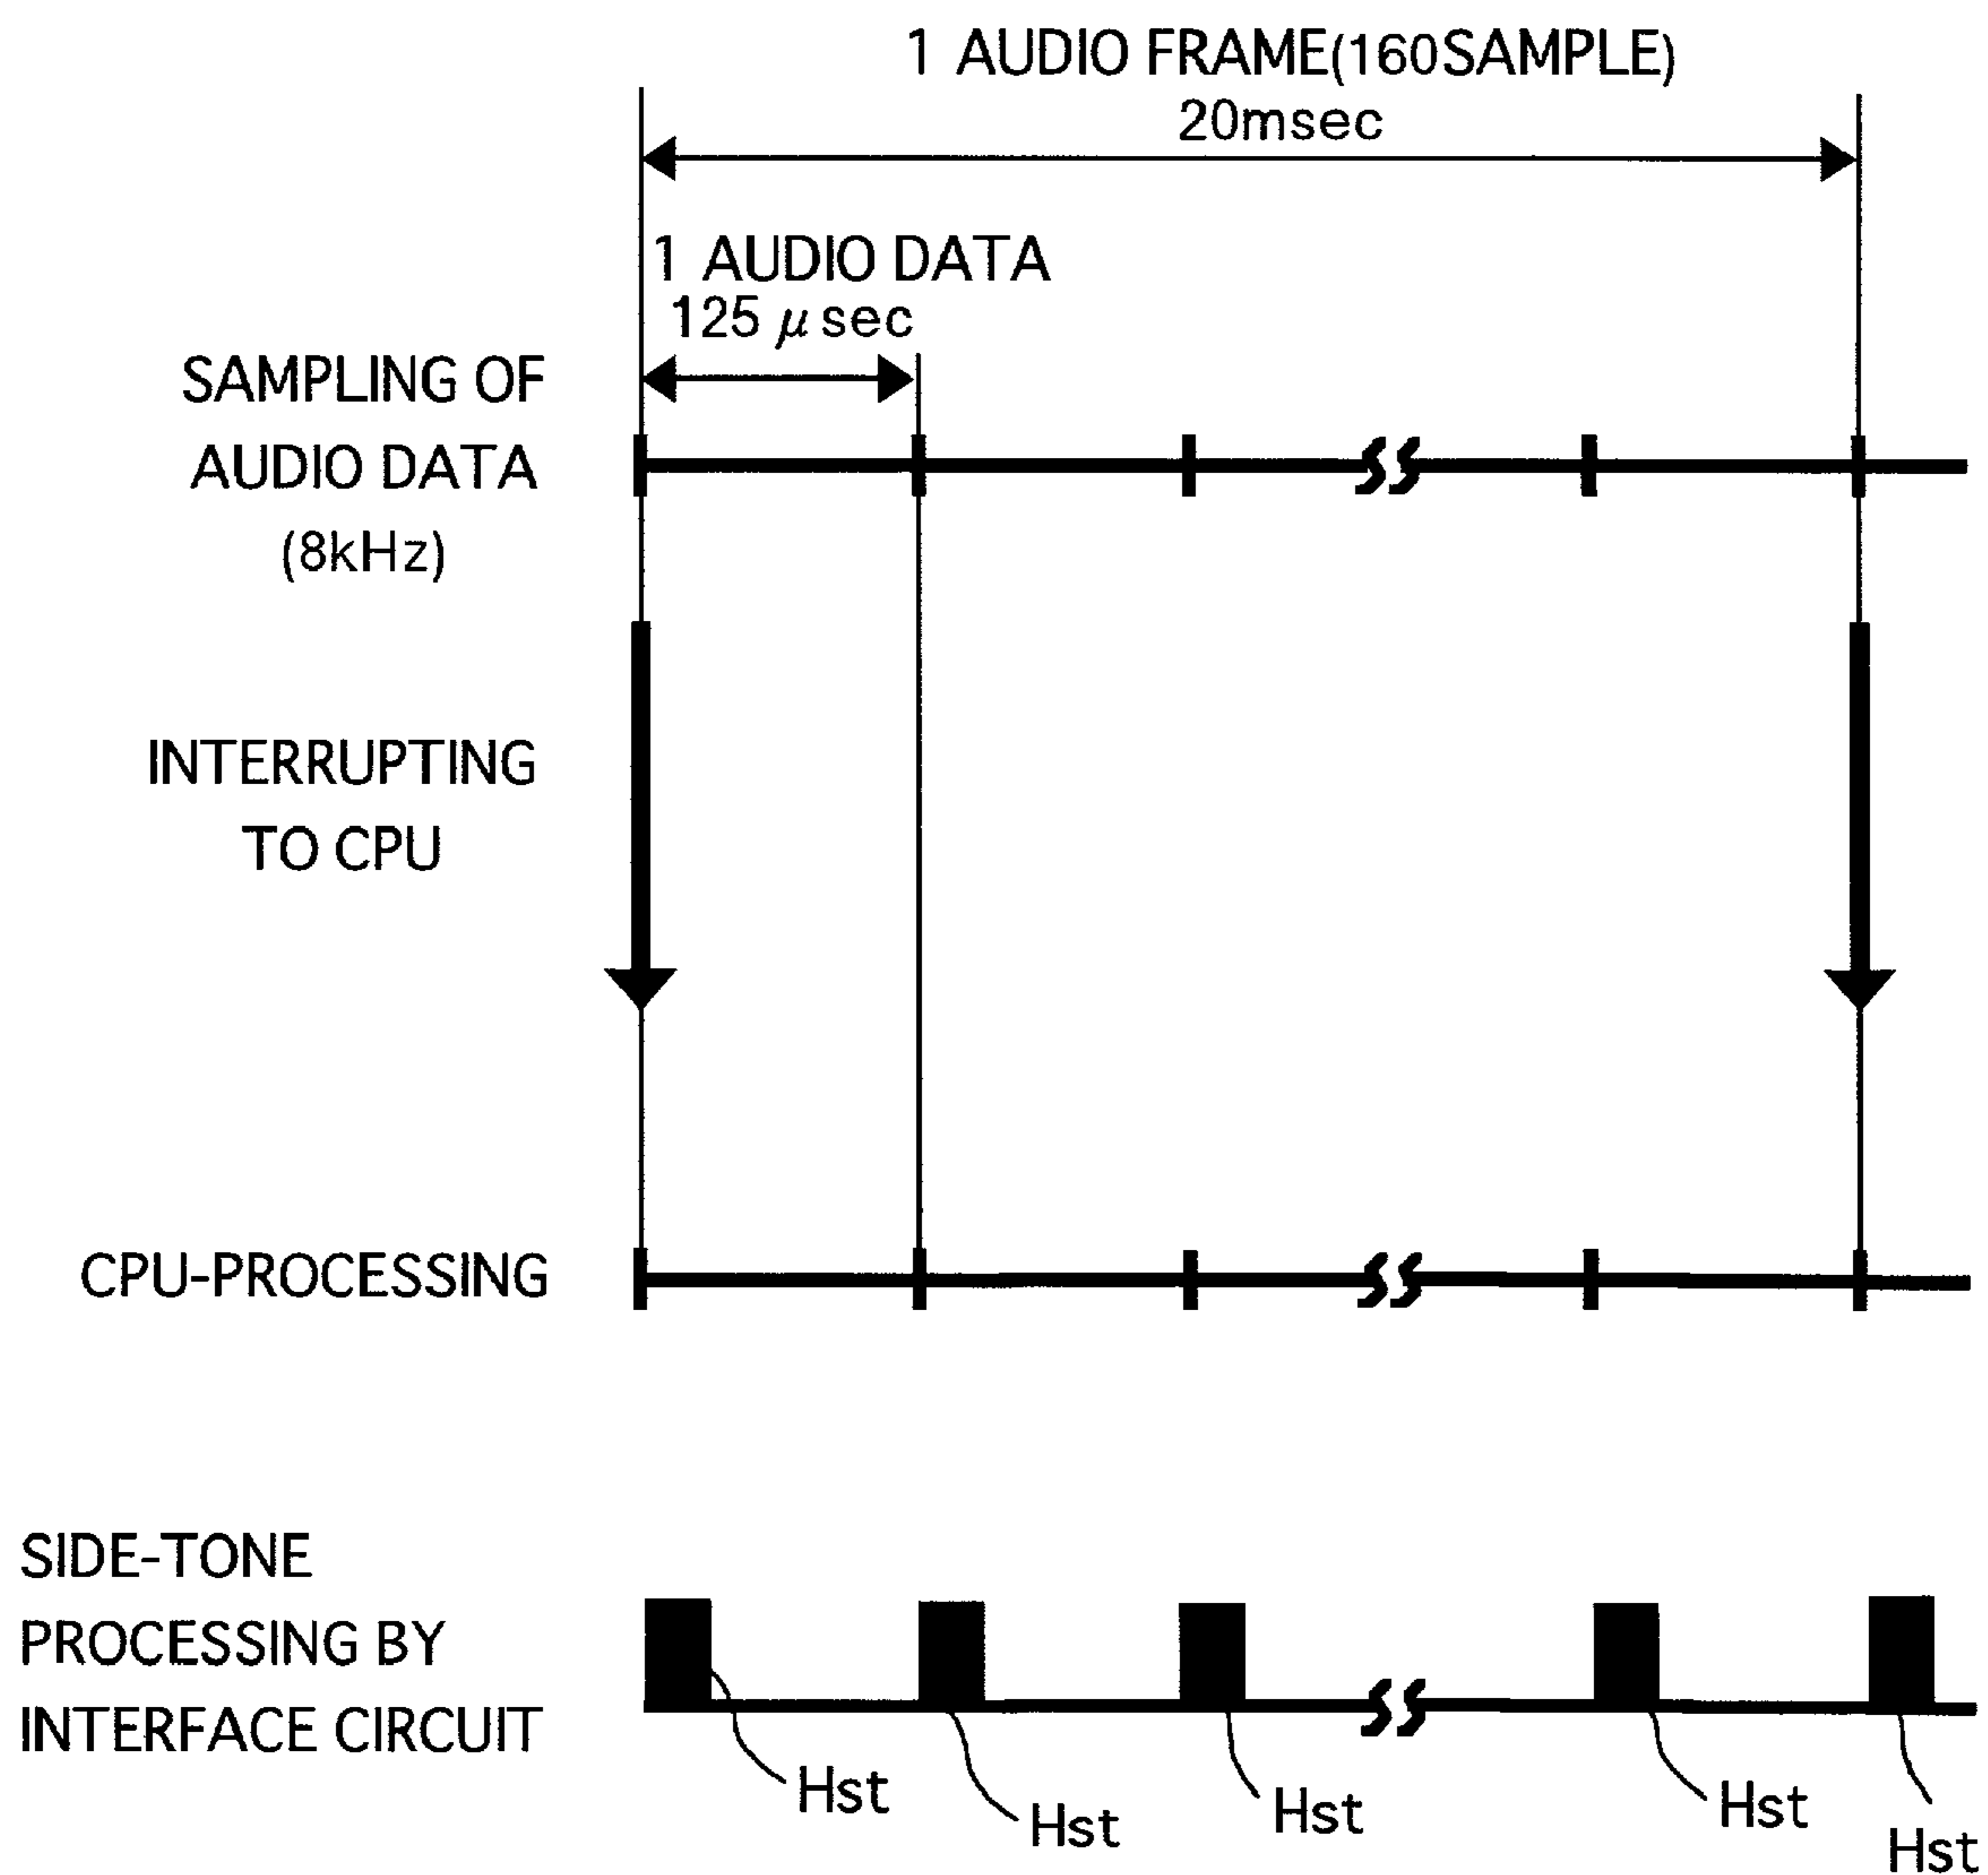 1 AUDIO FRAME(160SAMPLE)
20msec
1 AUDIO DATA
125 μsec
SAMPLING OF
AUDIO DATA
(8kHz)
INTERRUPTING
TO CPU
CPU-PROCESSING
SIDE-TONE
PROCESSING BY
INTERFACE CIRCUIT
Hst
Hst
Hst
Hst
Hst